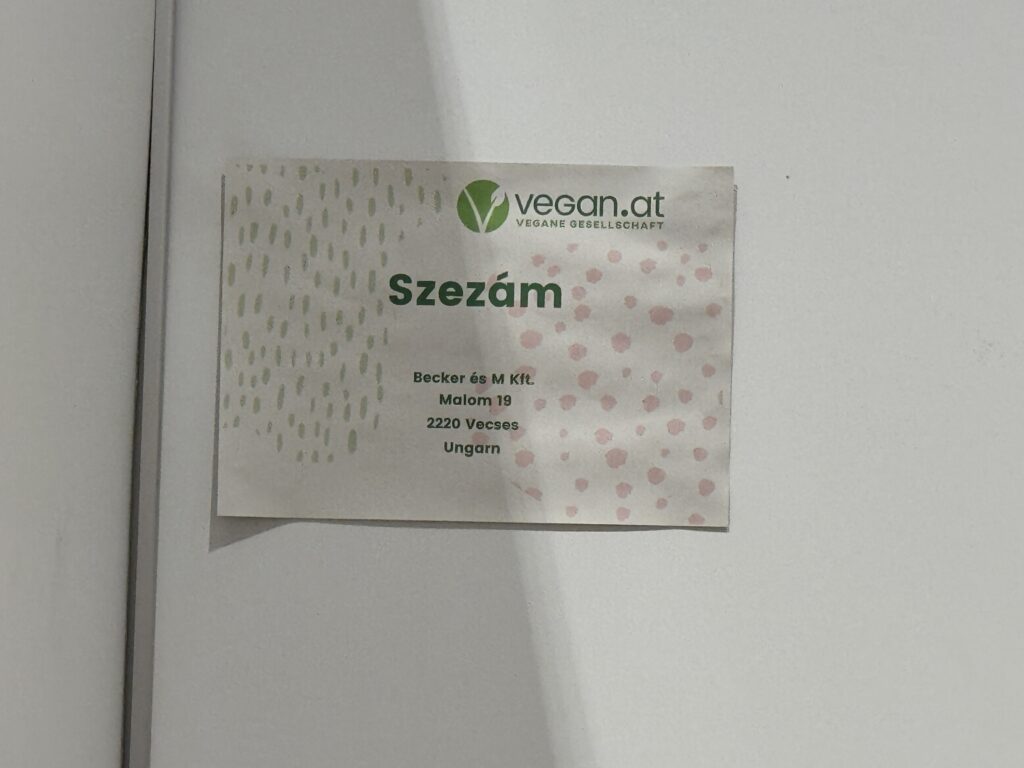 vegan.at
VEGANE GESELLSCHAFT
Szezám
Becker és M Kft.
Malom 19
2220 Vecses
Ungarn